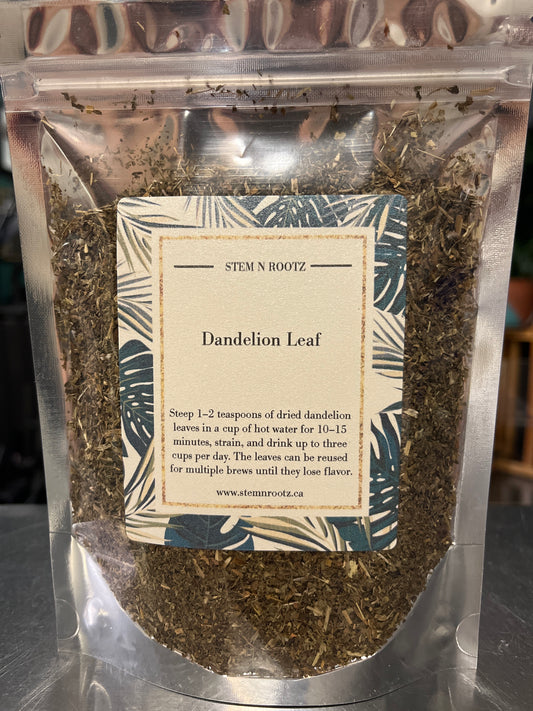 STEM N ROOTZ
Dandelion Leaf
Steep 1–2 teaspoons of dried dandelion
leaves in a cup of hot water for 10–15
minutes, strain, and drink up to three
cups per day. The leaves can be reused
for multiple brews until they lose flavor.
www.stemnrootz.ca